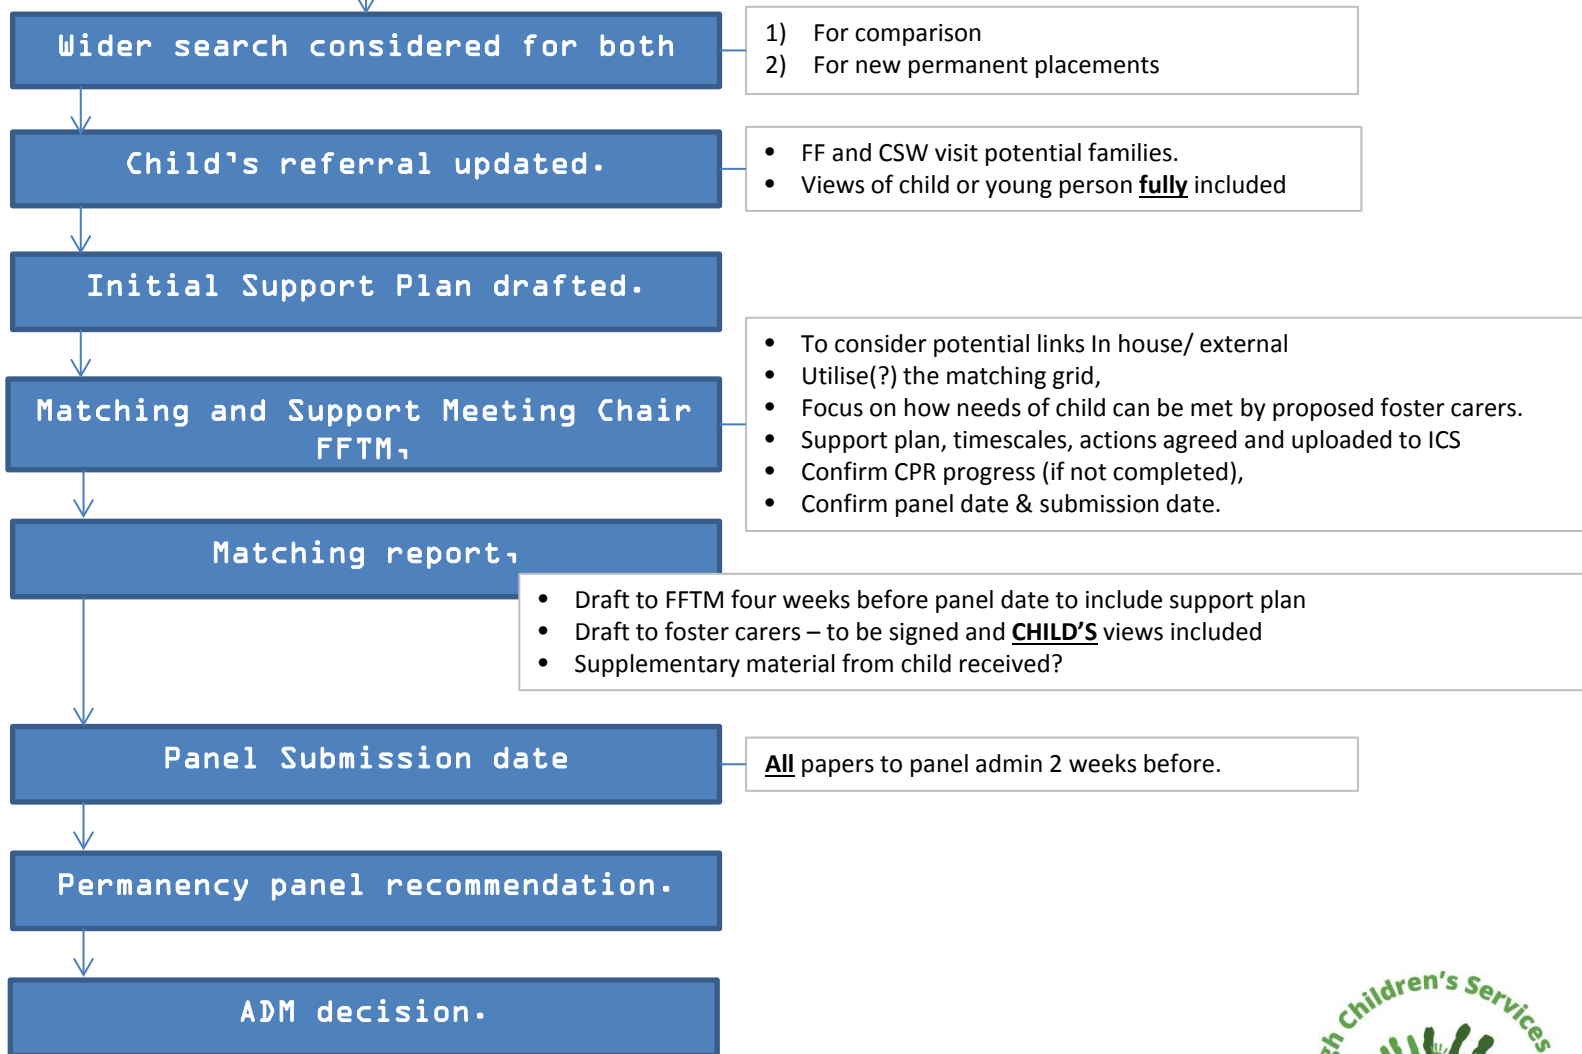 Wider search considered for both
1) For comparison
2) For new permanent placements
Child's referral updated.
• FF and CSW visit potential families.
• Views of child or young person fully included
Initial Support Plan drafted.
Matching and Support Meeting Chair
FFTM,
• To consider potential links In house/ external
• Utilise(?) the matching grid,
• Focus on how needs of child can be met by proposed foster carers.
• Support plan, timescales, actions agreed and uploaded to ICS
• Confirm CPR progress (if not completed),
• Confirm panel date & submission date.
Matching report,
• Draft to FFTM four weeks before panel date to include support plan
• Draft to foster carers – to be signed and CHILD'S views included
• Supplementary material from child received?
Panel Submission date
All papers to panel admin 2 weeks before.
Permanency panel recommendation.
ADM decision.
Children's Services